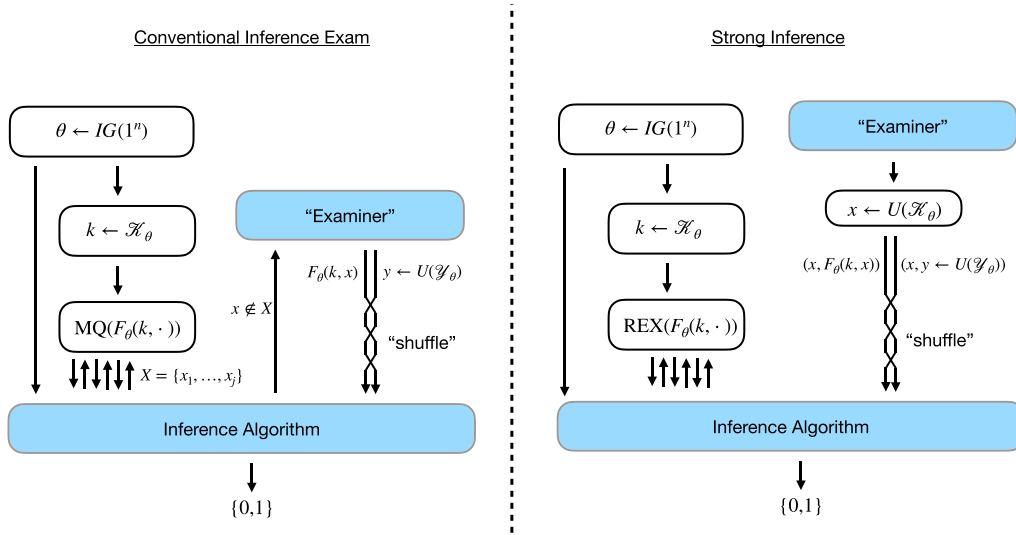 Conventional Inference Exam
θ ← IG(1ⁿ)
k ← 𝒦_θ
"Examiner"
F_θ(k, x)
y ← U(𝒴_θ)
x ∉ X
MQ(F_θ(k, · ))
"shuffle"
X = {x₁, …, x_j}
Inference Algorithm
{0,1}
Strong Inference
θ ← IG(1ⁿ)
"Examiner"
k ← 𝒦_θ
x ← U(𝒦_θ)
(x, F_θ(k, x))
(x, y ← U(𝒴_θ))
REX(F_θ(k, · ))
"shuffle"
Inference Algorithm
{0,1}